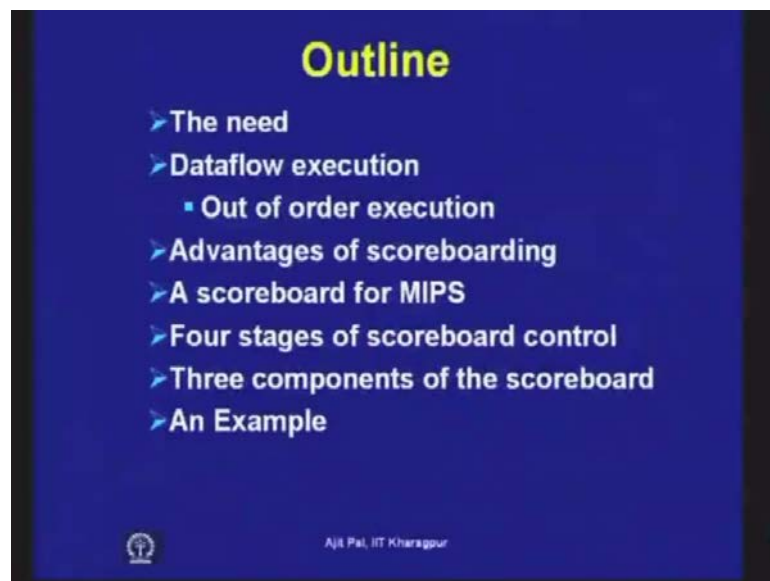 Outline
➢The need
➢Dataflow execution
▪ Out of order execution
➢Advantages of scoreboarding
➢A scoreboard for MIPS
➢Four stages of scoreboard control
➢Three components of the scoreboard
➢An Example
Ajit Pal, IIT Kharagpur